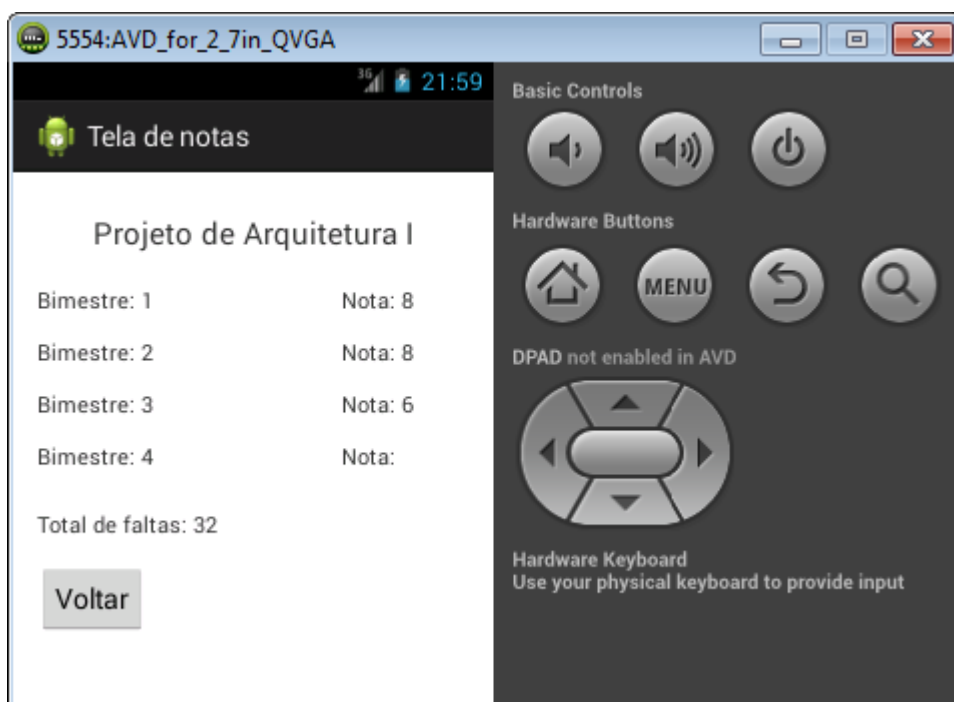 5554:AVD_for_2_7in_QVGA
3G 21:59
Tela de notas
Projeto de Arquitetura I
Bimestre: 1 Nota: 8
Bimestre: 2 Nota: 8
Bimestre: 3 Nota: 6
Bimestre: 4 Nota:
Total de faltas: 32
Voltar
Basic Controls
Hardware Buttons
MENU
DPAD not enabled in AVD
Hardware Keyboard
Use your physical keyboard to provide input